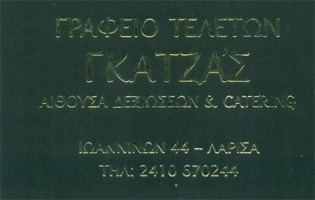 ΓΡΑΦΕΙΟ ΤΕΛΕΤΩΝ
ΓΚΑΤΖΑΣ
ΑΙΘΟΥΣΑ ΔΕΞΙΩΣΕΩΝ & CATERING
ΙΩΑΝΝΙΝΩΝ 44 – ΛΑΡΙΣΑ
ΤΗΛ: 2410 670244